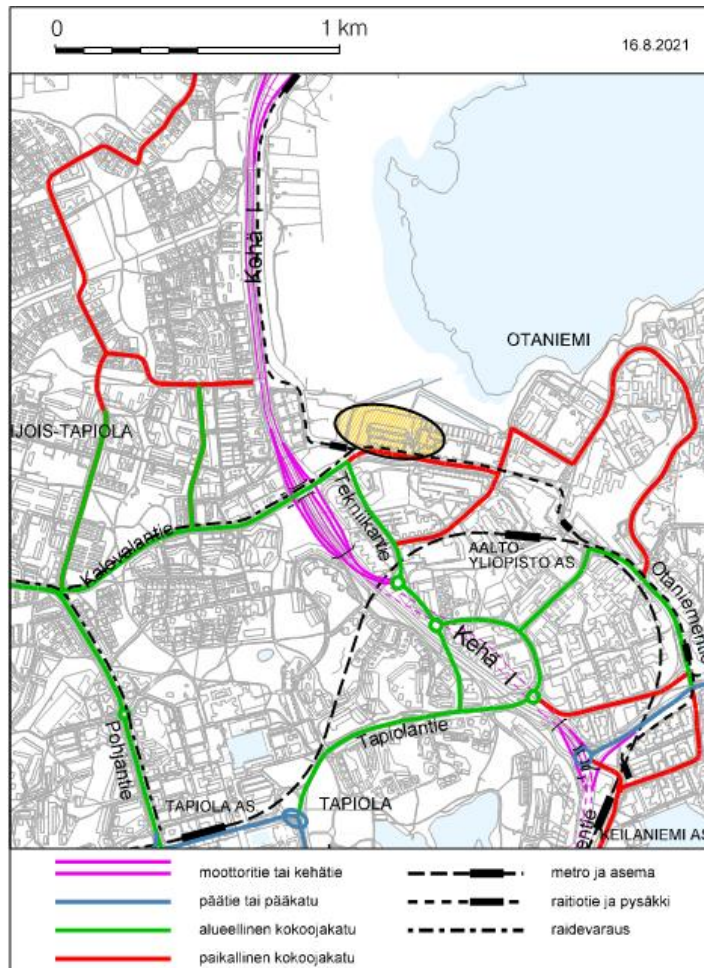 0
1 km
16.8.2021
Kehä I
OTANIEMI
IJOIS-TAPIOLA
Tekniikantie
Kalevalantie
AALTO-
YLIOPISTO AS.
Otaniementie
Kehä I
Pohjantie
Tapiolantie
TAPIOLA AS.
TAPIOLA
entie
KEILANIEMI AS
moottoritie tai kehätie
metro ja asema
päätie tai pääkatu
raitiotie ja pysäkki
alueellinen kokoojakatu
raidevaraus
paikallinen kokoojakatu